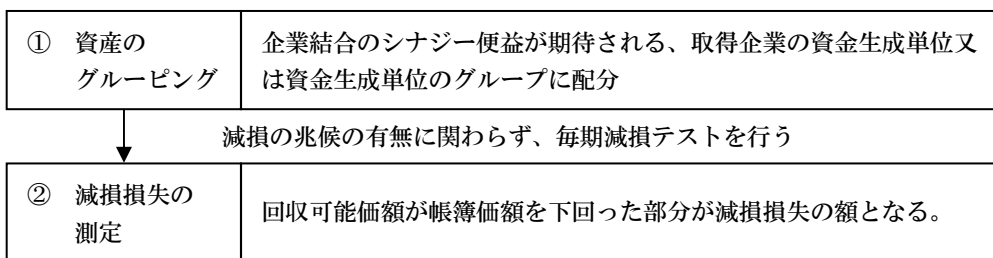 ① 資産の
グルーピング
企業結合のシナジー便益が期待される、取得企業の資金生成単位又
は資金生成単位のグループに配分
減損の兆候の有無に関わらず、毎期減損テストを行う
② 減損損失の
測定
回収可能価額が帳簿価額を下回った部分が減損損失の額となる。